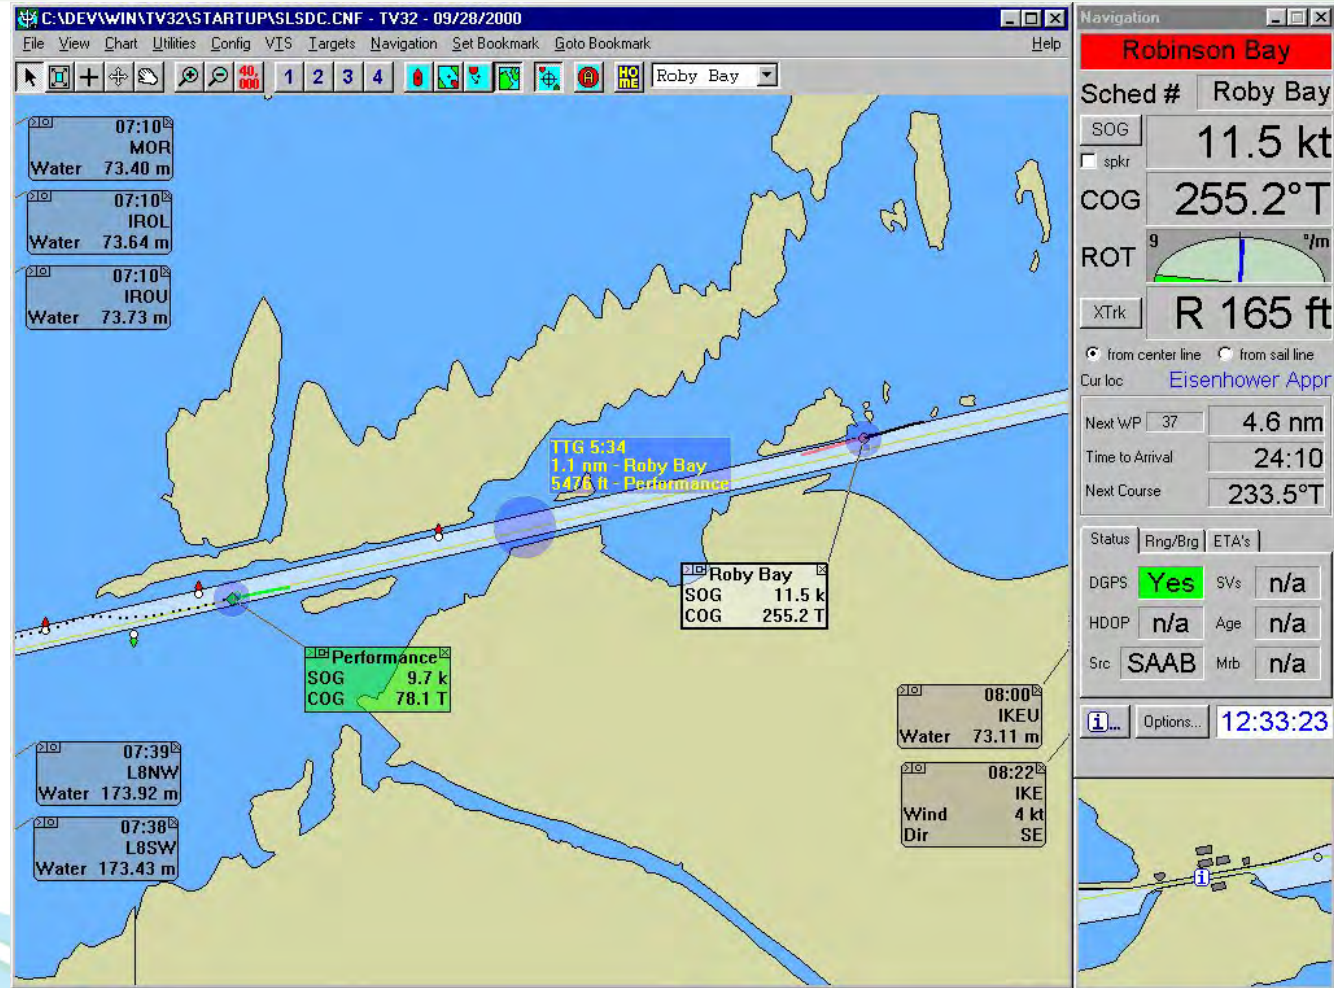 C:\DEV\WIN\TV32\STARTUP\SLSDC.CNF - TV32 - 09/28/2000
File View Chart Utilities Config VTS Targets Navigation Set Bookmark Goto Bookmark Help
40,000
1 2 3 4
A
HO
ME
Roby Bay
07:10
MOR
Water 73.40 m
07:10
IROL
Water 73.64 m
07:10
IROU
Water 73.73 m
TTG 5:34
1.1 nm - Roby Bay
5476 ft - Performance
Roby Bay
SOG 11.5 k
COG 255.2 T
Performance
SOG 9.7 k
COG 78.1 T
07:39
L8NW
Water 173.92 m
07:38
L8SW
Water 173.43 m
08:00
IKEU
Water 73.11 m
08:22
IKE
Wind 4 kt
Dir SE
Navigation
Robinson Bay
Sched # Roby Bay
SOG 11.5 kt
spkr
COG 255.2°T
ROT 9 °/m
XTrk R 165 ft
from center line from sail line
Cur loc Eisenhower Appr
Next WP 37 4.6 nm
Time to Arrival 24:10
Next Course 233.5°T
Status Rng/Brg ETA's
DGPS Yes SVs n/a
HDOP n/a Age n/a
Src SAAB Mrb n/a
i... Options... 12:33:23
i